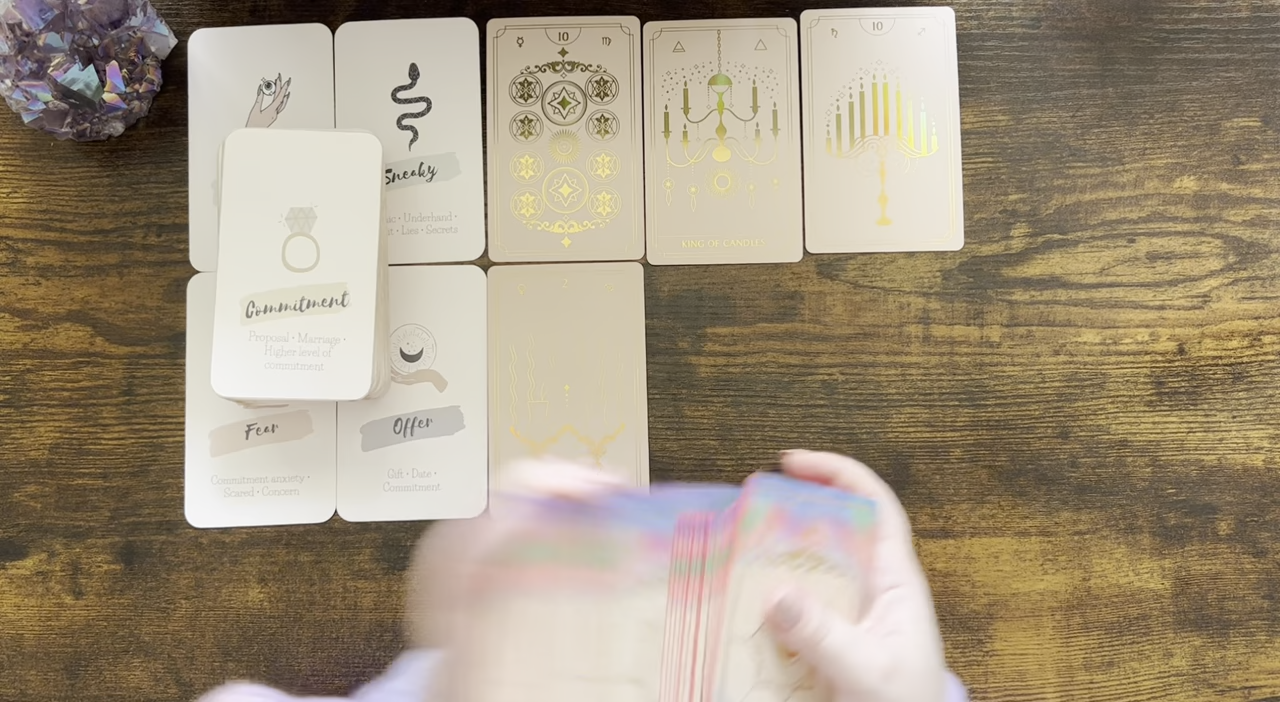 Sneaky
Underhand •
Lies • Secrets
10
KING OF CANDLES
10
Commitment
Proposal • Marriage •
Higher level of
commitment
Fear
Commitment anxiety •
Scared • Concern
Offer
Gift • Date •
Commitment